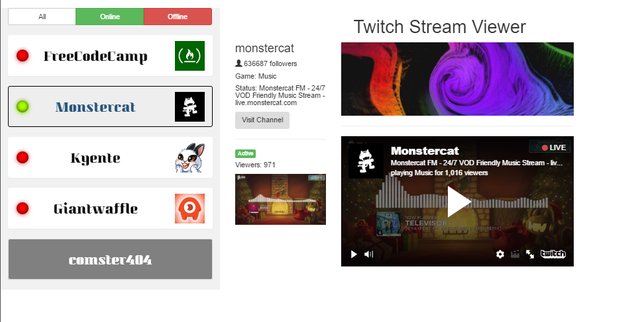 All
Online
Offline
FreeCodeCamp
Monstercat
Kyente
Giantwaffle
comster404
monstercat
636687 followers
Game: Music
Status: Monstercat FM - 24/7
VOD Friendly Music Stream -
live.monstercat.com
Visit Channel
Active
Viewers: 971
Twitch Stream Viewer
Monstercat
LIVE
Monstercat FM - 24/7 VOD Friendly Music Stream - liv...
playing Music for 1,016 viewers
twitch